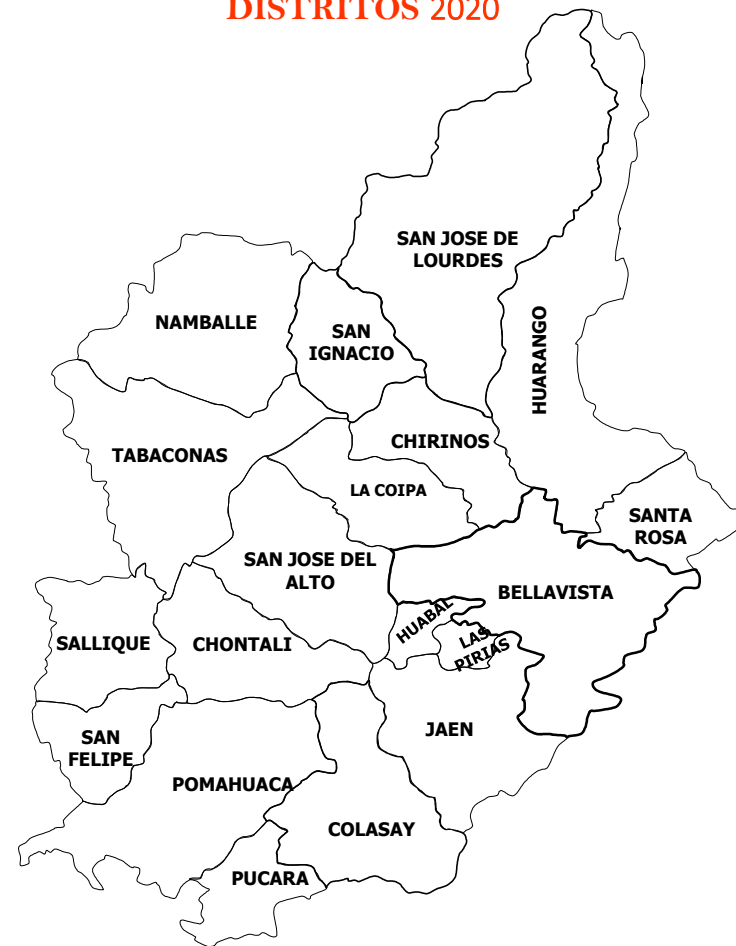 DISTRITOS 2020
SAN JOSE DE
LOURDES
NAMBALLE
SAN
IGNACIO
HUARANGO
CHIRINOS
TABACONAS
LA COIPA
SANTA
ROSA
SAN JOSE DEL
ALTO
BELLAVISTA
HUABAL
LAS
PIRIAS
SALLIQUE
CHONTALI
SAN
FELIPE
JAEN
POMAHUACA
COLASAY
PUCARA